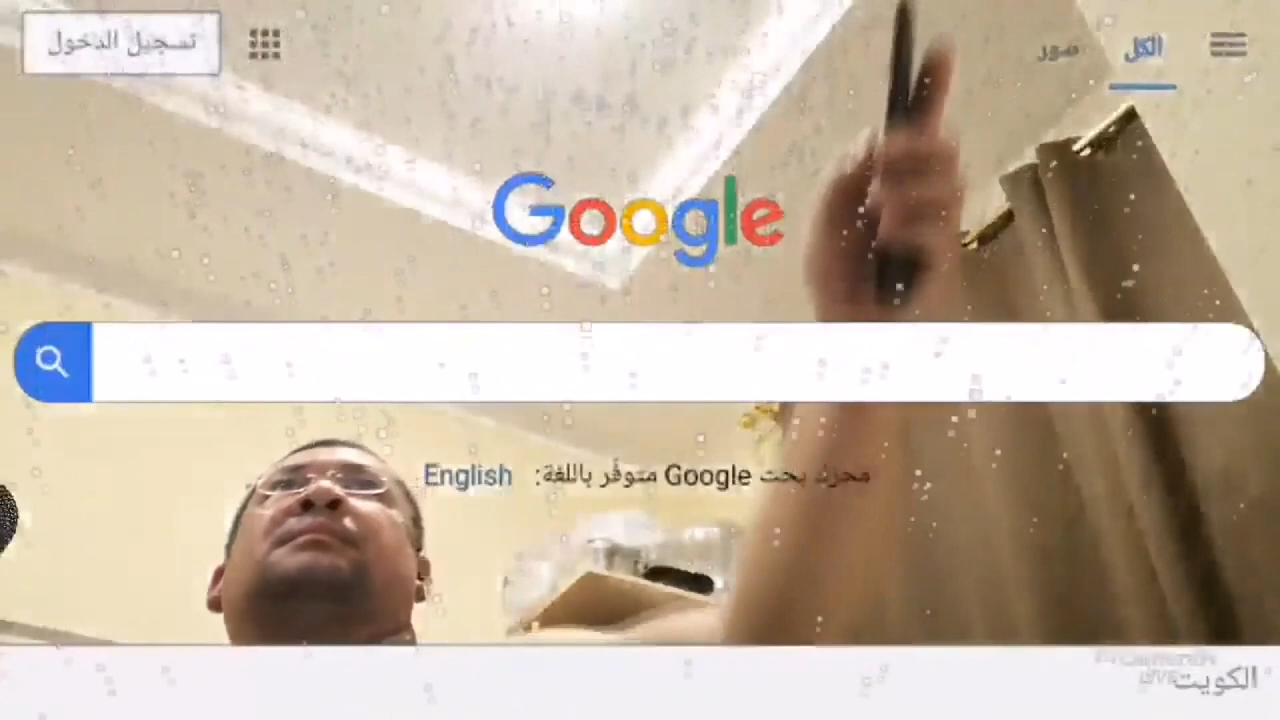 الكل صور تسجيل الدخول
Google
محرك بحث Google متوفّر باللغة: English
الكويت